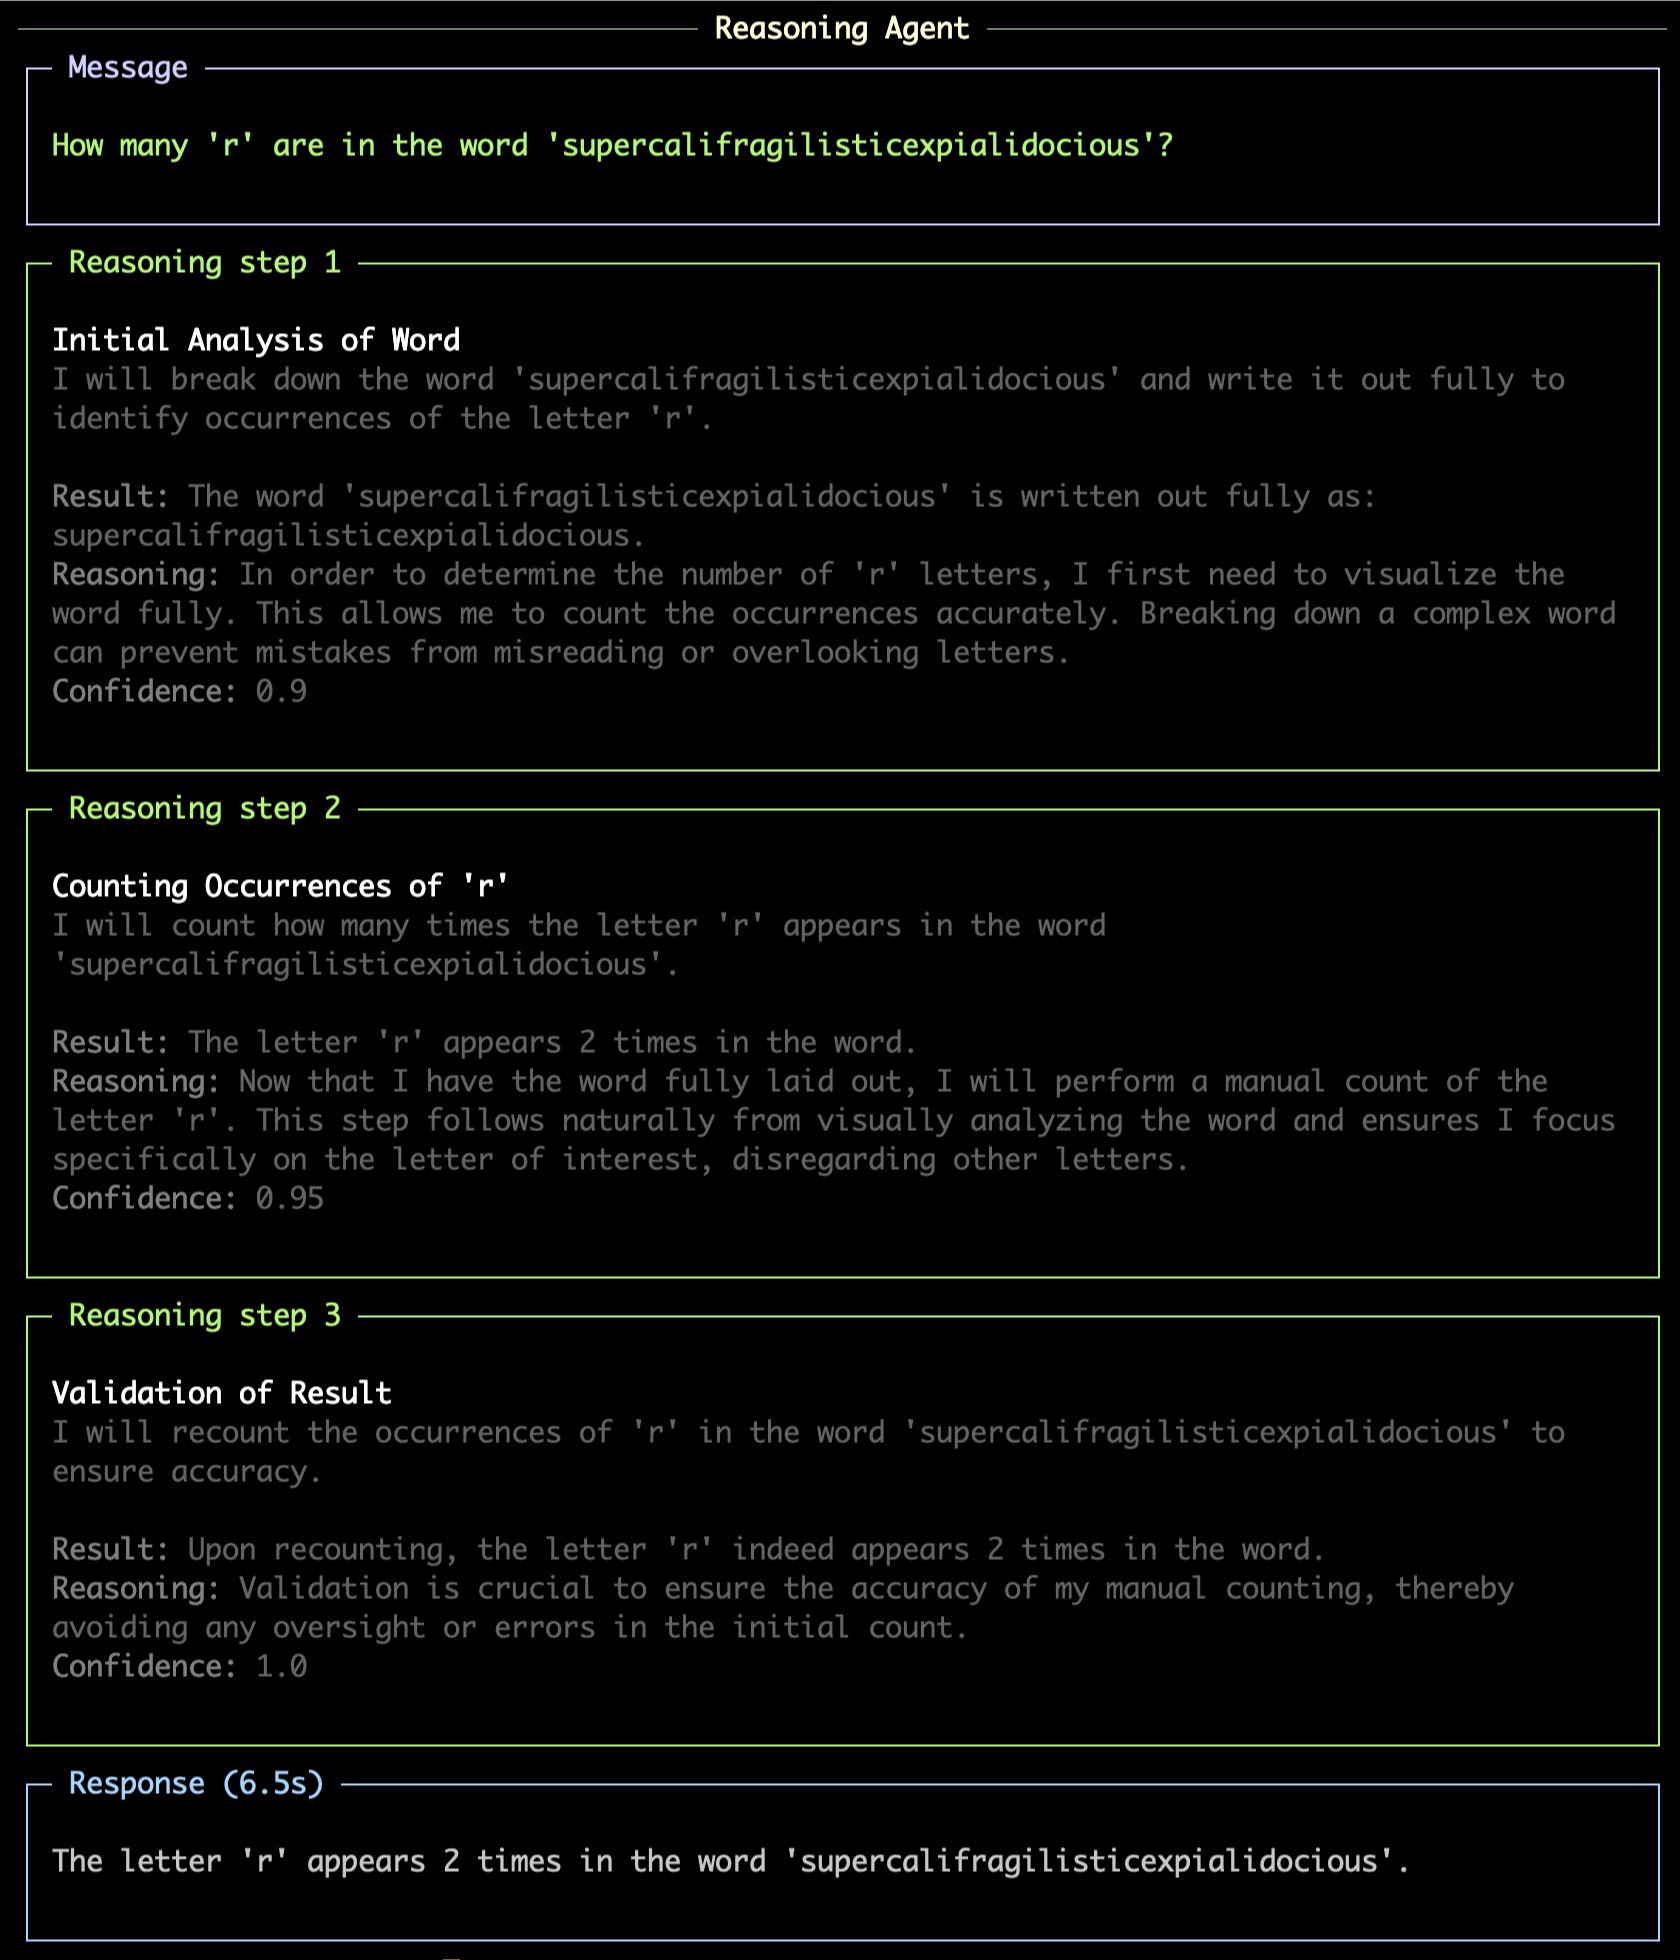 Reasoning Agent
Message
How many 'r' are in the word 'supercalifragilisticexpialidocious'?
Reasoning step 1
Initial Analysis of Word
I will break down the word 'supercalifragilisticexpialidocious' and write it out fully to
identify occurrences of the letter 'r'.
Result: The word 'supercalifragilisticexpialidocious' is written out fully as:
supercalifragilisticexpialidocious.
Reasoning: In order to determine the number of 'r' letters, I first need to visualize the
word fully. This allows me to count the occurrences accurately. Breaking down a complex word
can prevent mistakes from misreading or overlooking letters.
Confidence: 0.9
Reasoning step 2
Counting Occurrences of 'r'
I will count how many times the letter 'r' appears in the word
'supercalifragilisticexpialidocious'.
Result: The letter 'r' appears 2 times in the word.
Reasoning: Now that I have the word fully laid out, I will perform a manual count of the
letter 'r'. This step follows naturally from visually analyzing the word and ensures I focus
specifically on the letter of interest, disregarding other letters.
Confidence: 0.95
Reasoning step 3
Validation of Result
I will recount the occurrences of 'r' in the word 'supercalifragilisticexpialidocious' to
ensure accuracy.
Result: Upon recounting, the letter 'r' indeed appears 2 times in the word.
Reasoning: Validation is crucial to ensure the accuracy of my manual counting, thereby
avoiding any oversight or errors in the initial count.
Confidence: 1.0
Response (6.5s)
The letter 'r' appears 2 times in the word 'supercalifragilisticexpialidocious'.